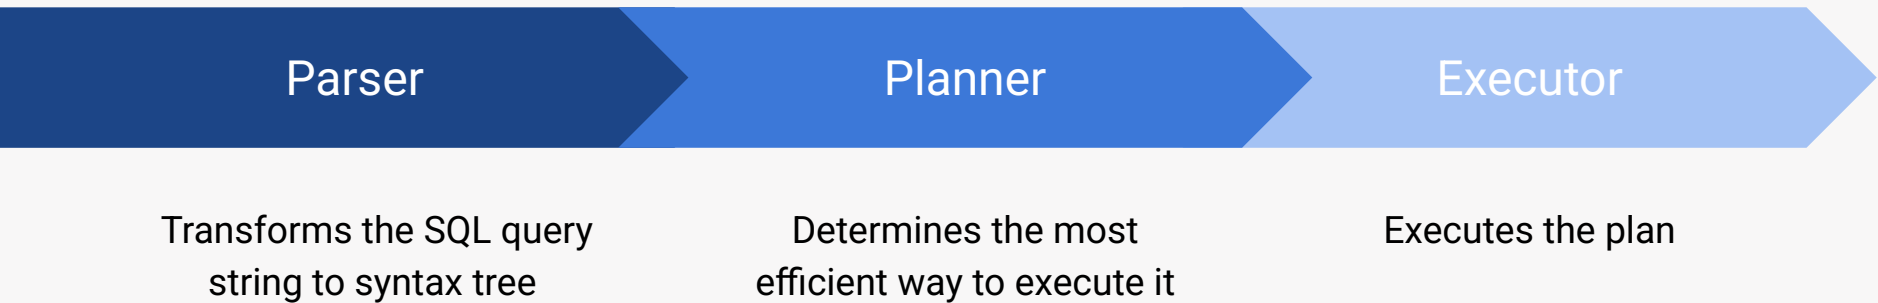 Parser
Planner
Executor
Transforms the SQL query
string to syntax tree
Determines the most
efficient way to execute it
Executes the plan